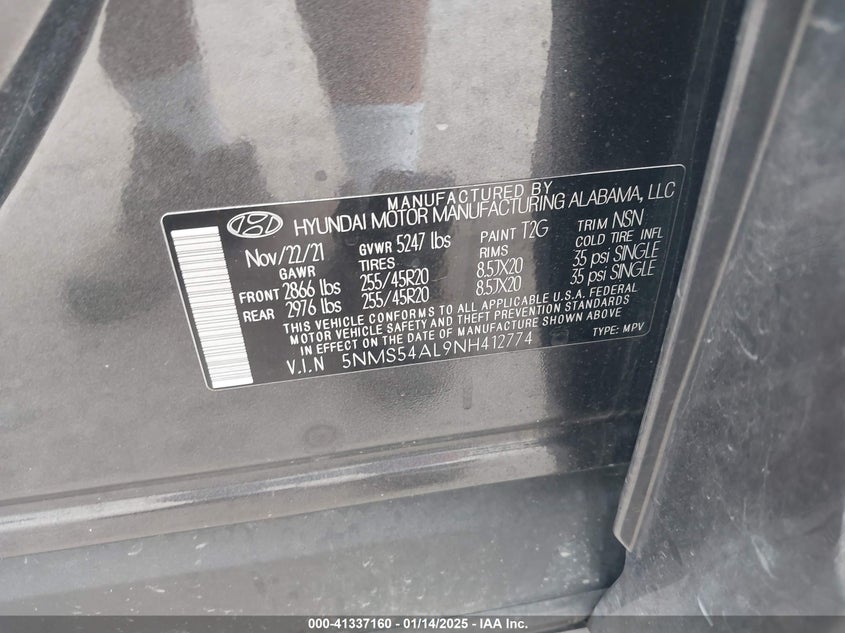 MANUFACTURED BY
HYUNDAI MOTOR MANUFACTURING ALABAMA, LLC
Nov/22/21 GVWR 5247 lbs PAINT T2G TRIM NSN
GAWR TIRES RIMS COLD TIRE INFL
FRONT 2866 lbs 255/45R20 8.5JX20 35 psi SINGLE
REAR 2976 lbs 255/45R20 8.5JX20 35 psi SINGLE
THIS VEHICLE CONFORMS TO ALL APPLICABLE U.S.A. FEDERAL
MOTOR VEHICLE SAFETY AND THEFT PREVENTION STANDARDS
IN EFFECT ON THE DATE OF MANUFACTURE SHOWN ABOVE
V.I.N 5NMS54AL9NH412774 TYPE: MPV
000-41337160 - 01/14/2025 - IAA Inc.